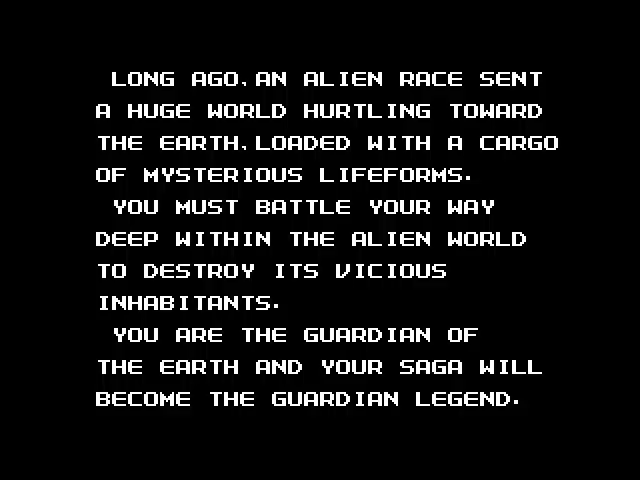 LONG AGO,AN ALIEN RACE SENT
A HUGE WORLD HURTLING TOWARD
THE EARTH,LOADED WITH A CARGO
OF MYSTERIOUS LIFEFORMS.
YOU MUST BATTLE YOUR WAY
DEEP WITHIN THE ALIEN WORLD
TO DESTROY ITS VICIOUS
INHABITANTS.
YOU ARE THE GUARDIAN OF
THE EARTH AND YOUR SAGA WILL
BECOME THE GUARDIAN LEGEND.